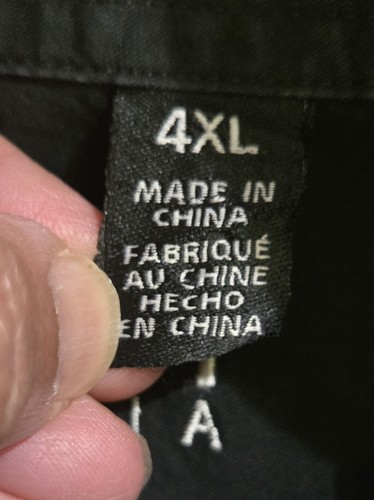 4XL
MADE IN
CHINA
FABRIQUÉ
AU CHINE
HECHO
EN CHINA
A